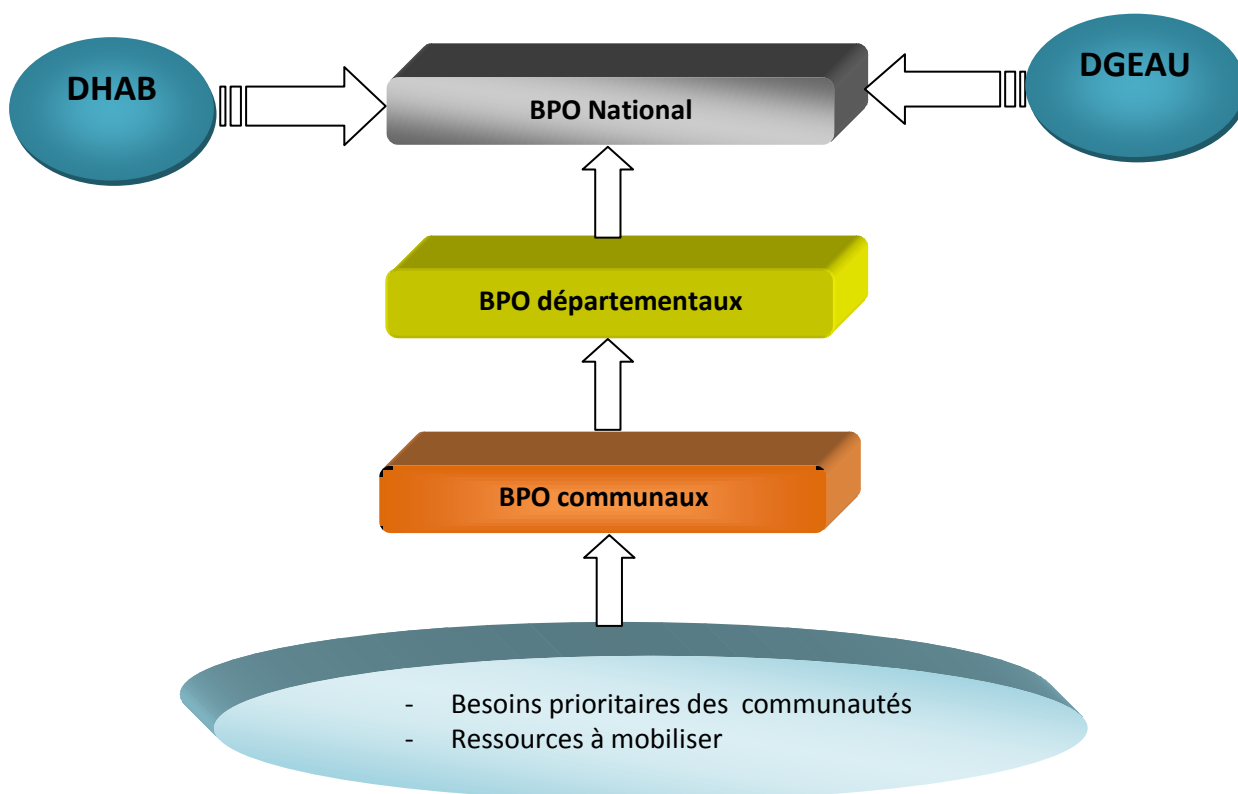 DHAB
BPO National
DGEAU
BPO départementaux
BPO communaux
- Besoins prioritaires des communautés
- Ressources à mobiliser